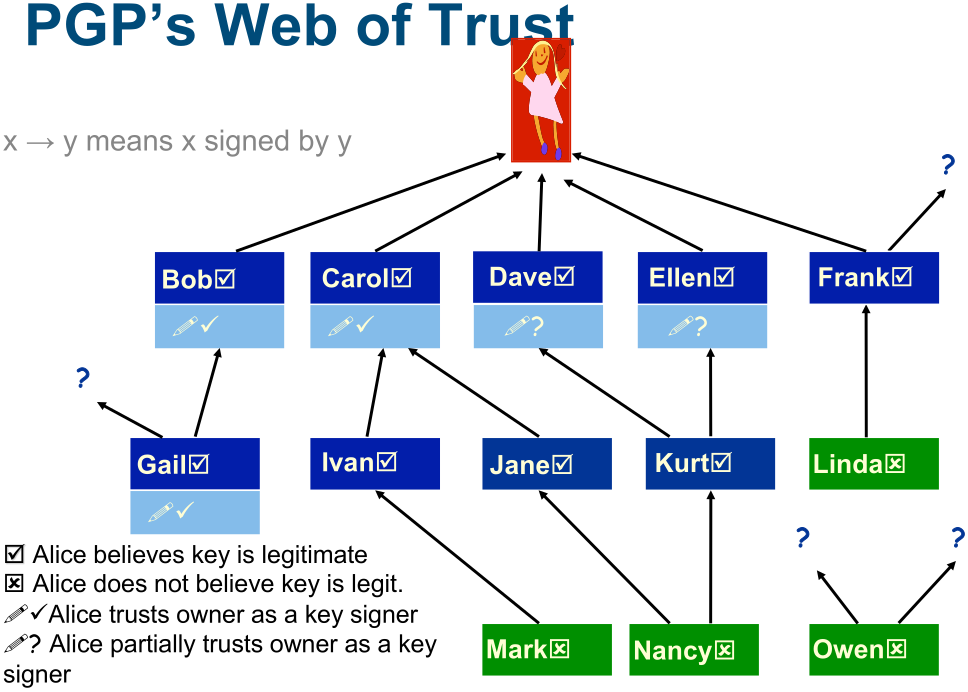 PGP’s Web of Trust
x → y means x signed by y
?
Bob☑ Carol☑ Dave☑ Ellen☑ Frank☑
✏✓ ✏✓ ✏? ✏?
?
Gail☑ Ivan☑ Jane☑ Kurt☑ Linda☒
✏✓
? ?
☑ Alice believes key is legitimate
☒ Alice does not believe key is legit.
✏✓Alice trusts owner as a key signer
✏? Alice partially trusts owner as a key
signer
Mark☒ Nancy☒ Owen☒